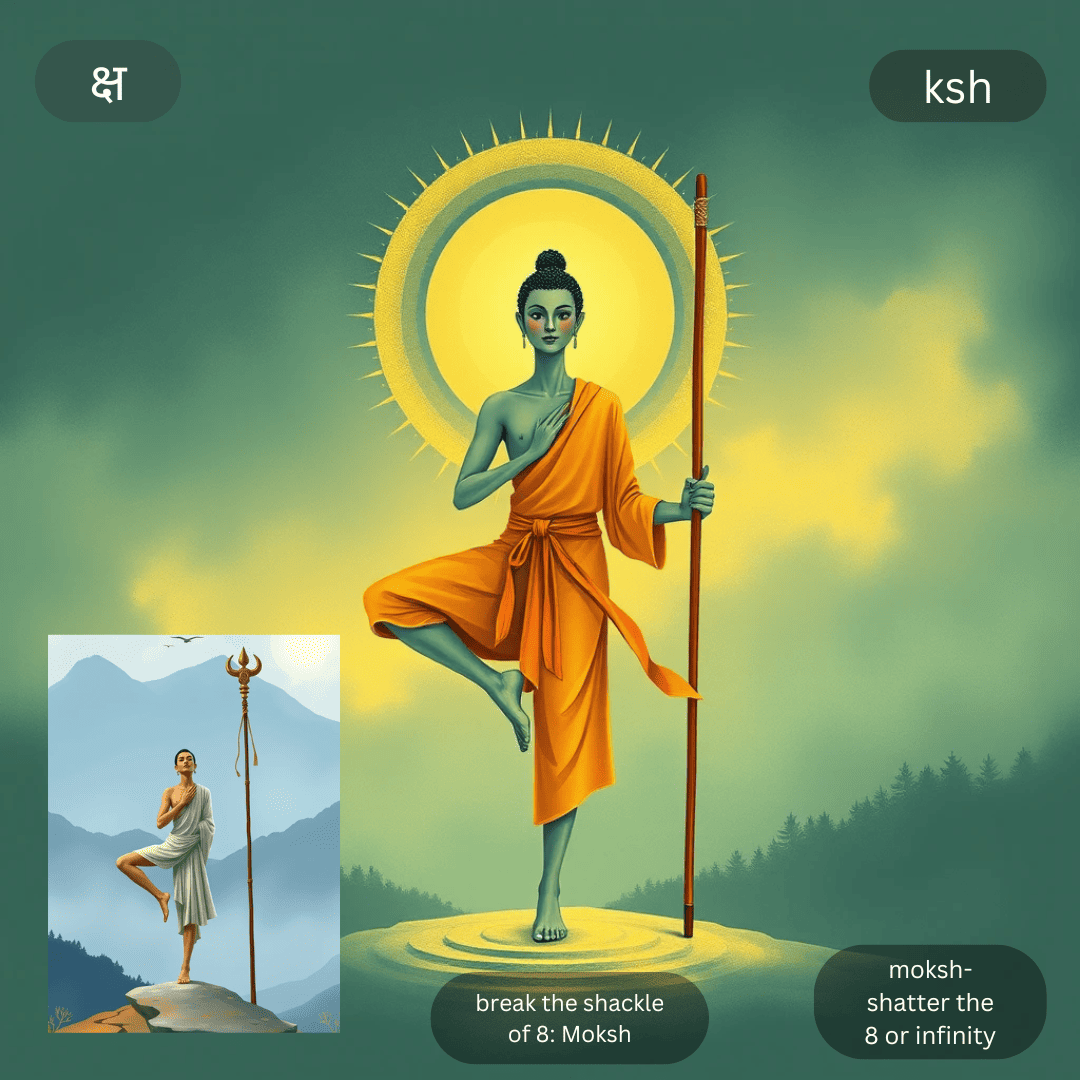 क्ष
ksh
break the shackle
of 8: Moksh
moksh-
shatter the
8 or infinity